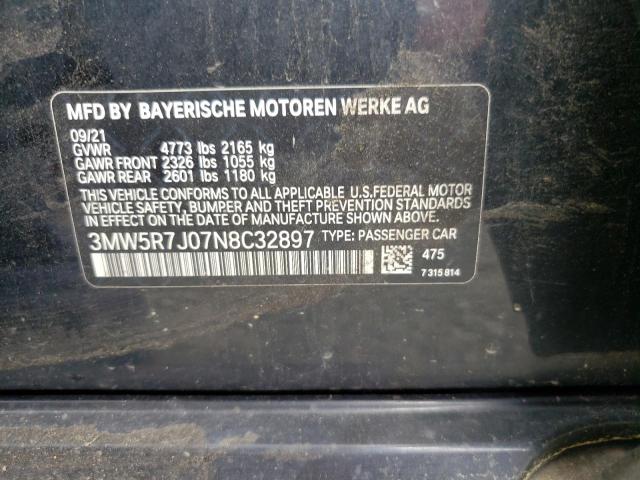 MFD BY BAYERISCHE MOTOREN WERKE AG
09/21
GVWR 4773 lbs 2165 kg
GAWR FRONT 2326 lbs 1055 kg
GAWR REAR 2601 lbs 1180 kg
THIS VEHICLE CONFORMS TO ALL APPLICABLE U.S.FEDERAL MOTOR
VEHICLE SAFETY, BUMPER AND THEFT PREVENTION STANDARDS
IN EFFECT ON THE DATE OF MANUFACTURE SHOWN ABOVE.
3MW5R7J07N8C32897 TYPE: PASSENGER CAR
475
7 315 814